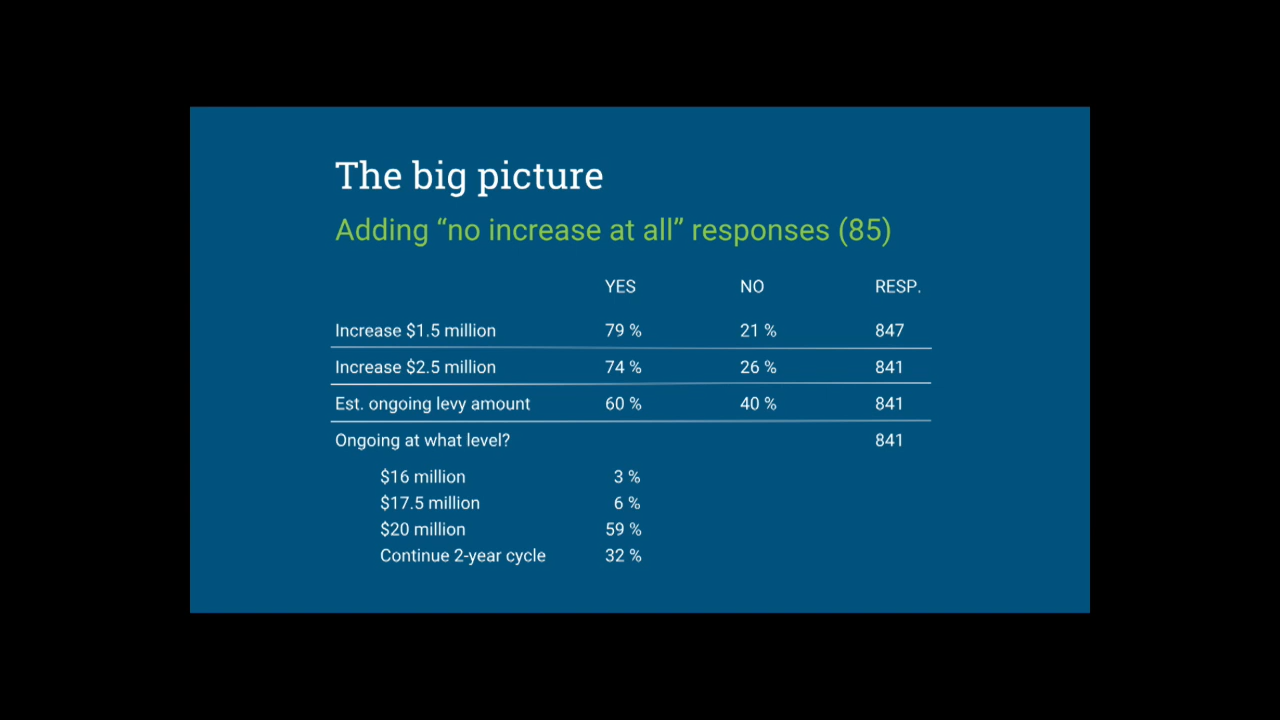 The big picture
Adding “no increase at all” responses (85)
YES NO RESP.
Increase $1.5 million 79 % 21 % 847
Increase $2.5 million 74 % 26 % 841
Est. ongoing levy amount 60 % 40 % 841
Ongoing at what level? 841
$16 million 3 %
$17.5 million 6 %
$20 million 59 %
Continue 2-year cycle 32 %